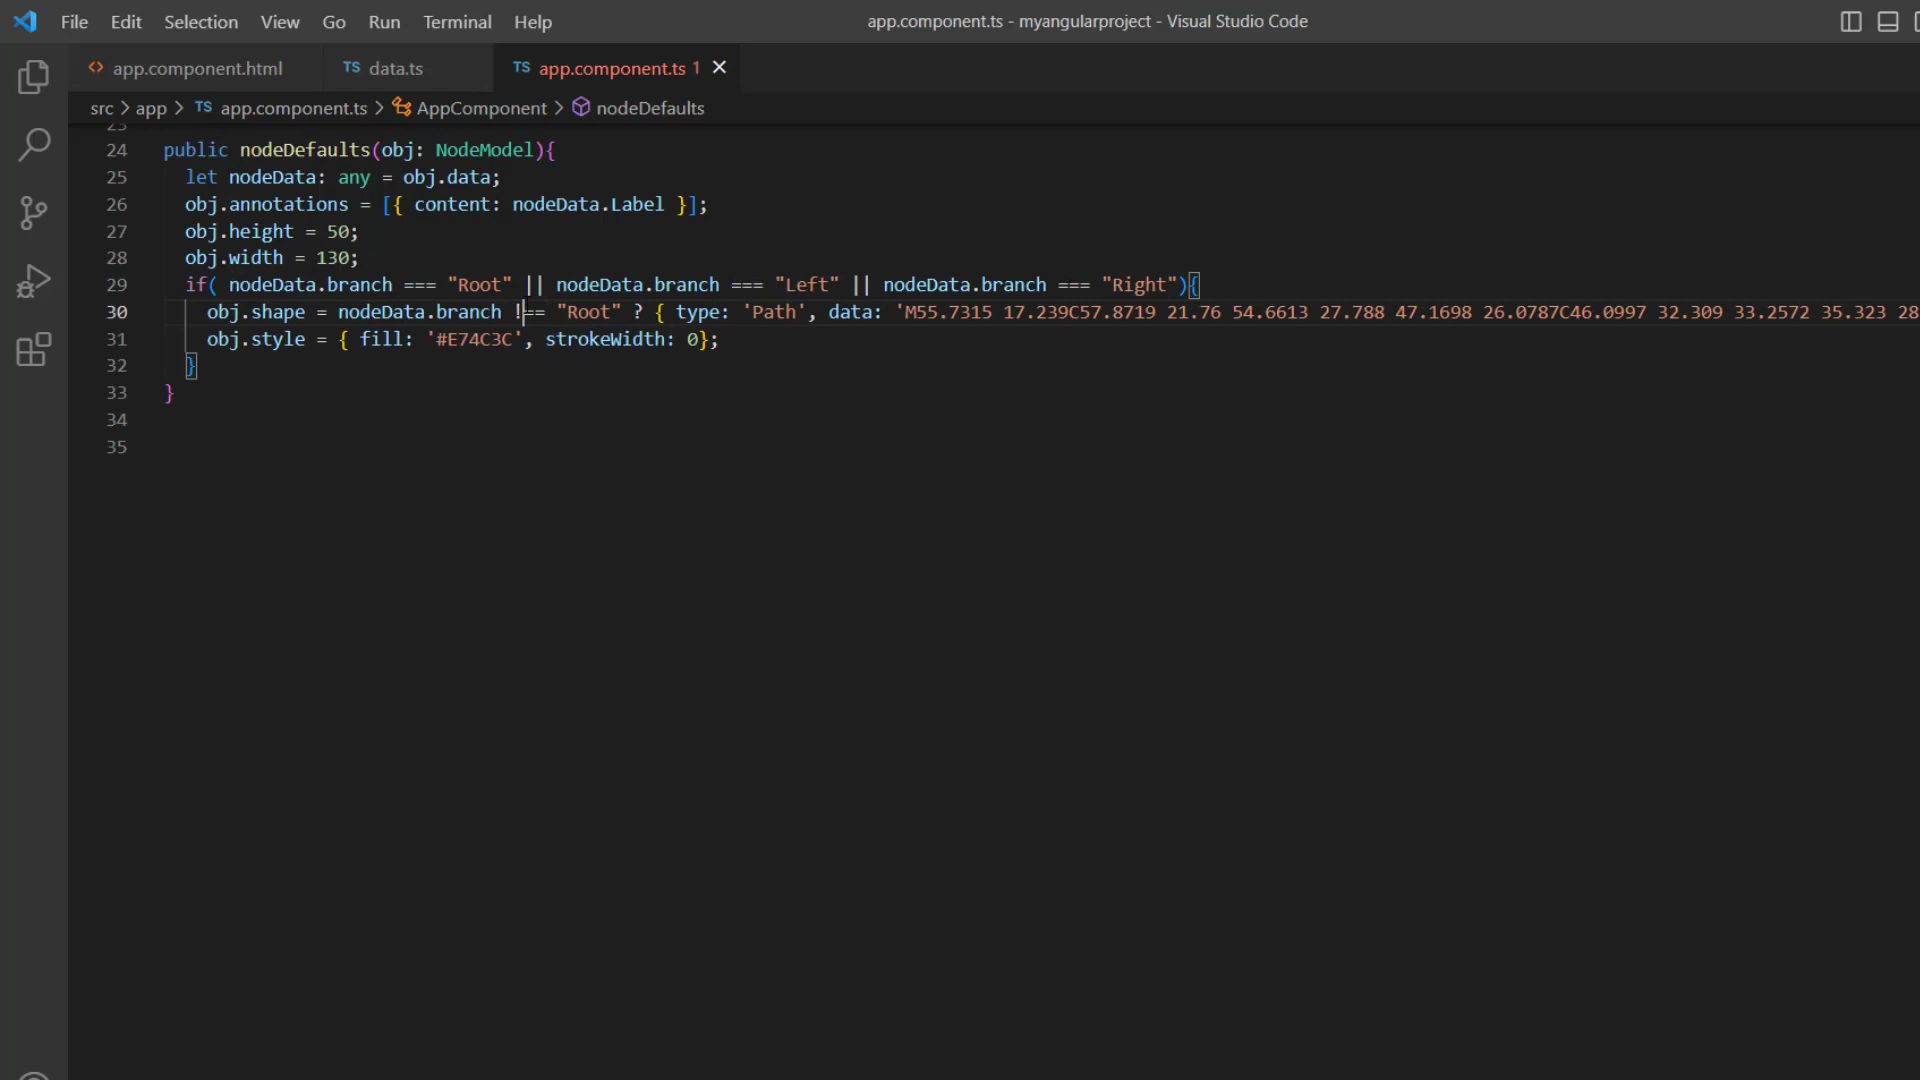 File Edit Selection View Go Run Terminal Help app.component.ts - myangularproject - Visual Studio Code
app.component.html TS data.ts TS app.component.ts 1
src > app > TS app.component.ts > AppComponent > nodeDefaults
23
24 public nodeDefaults(obj: NodeModel){
25 let nodeData: any = obj.data;
26 obj.annotations = [{ content: nodeData.Label }];
27 obj.height = 50;
28 obj.width = 130;
29 if( nodeData.branch === "Root" || nodeData.branch === "Left" || nodeData.branch === "Right"){
30 obj.shape = nodeData.branch !== "Root" ? { type: 'Path', data: 'M55.7315 17.239C57.8719 21.76 54.6613 27.788 47.1698 26.0787C46.0997 32.309 33.2572 35.323 28
31 obj.style = { fill: '#E74C3C', strokeWidth: 0};
32 }
33 }
34
35